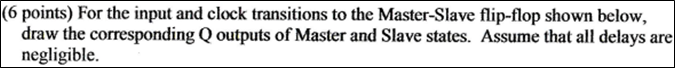 (6 points) For the input and clock transitions to the Master-Slave flip-flop shown below,
draw the corresponding Q outputs of Master and Slave states. Assume that all delays are
negligible.